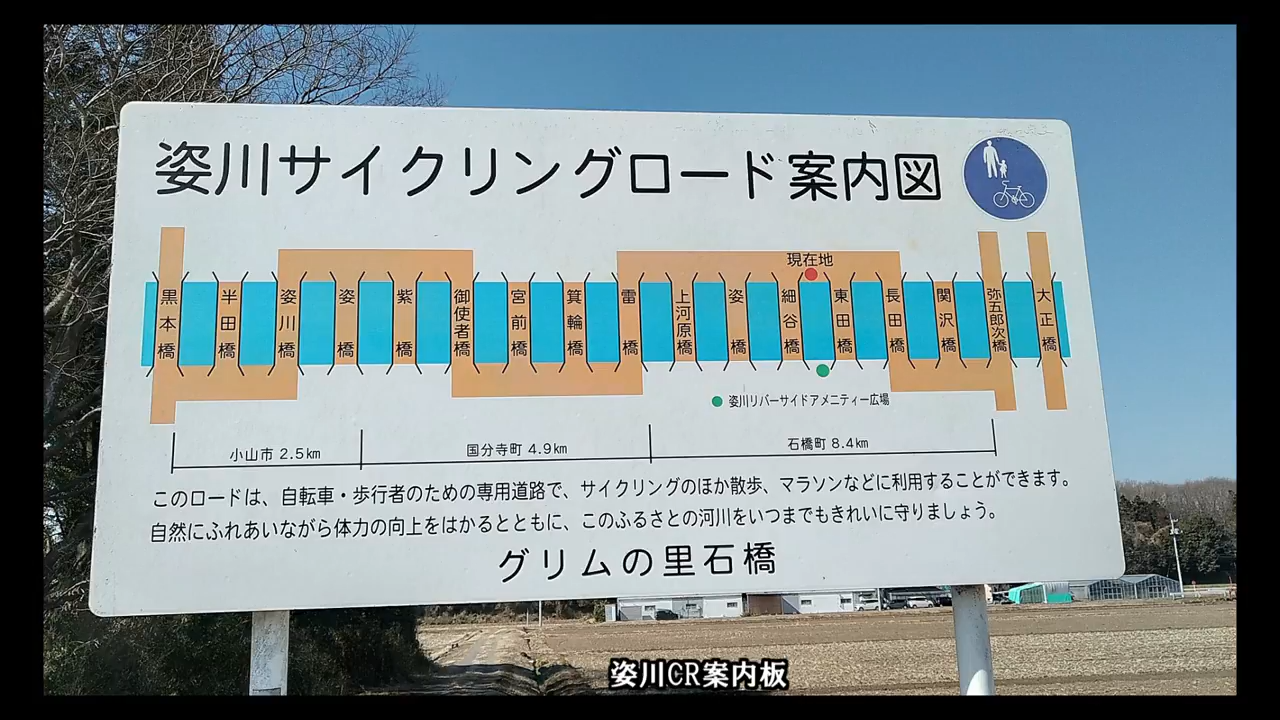 姿川サイクリングロード案内図
現在地
黒本橋
半田橋
姿川橋
姿橋
紫橋
御使者橋
宮前橋
箕輪橋
雷橋
上河原橋
姿橋
細谷橋
東田橋
長田橋
関沢橋
弥五郎次橋
大正橋
姿川リバーサイドアメニティー広場
小山市 2.5km
国分寺町 4.9km
石橋町 8.4km
このロードは、自転車・歩行者のための専用道路で、サイクリングのほか散歩、マラソンなどに利用することができます。
自然にふれあいながら体力の向上をはかるとともに、このふるさとの河川をいつまでもきれいに守りましょう。
グリムの里石橋
姿川CR案内板